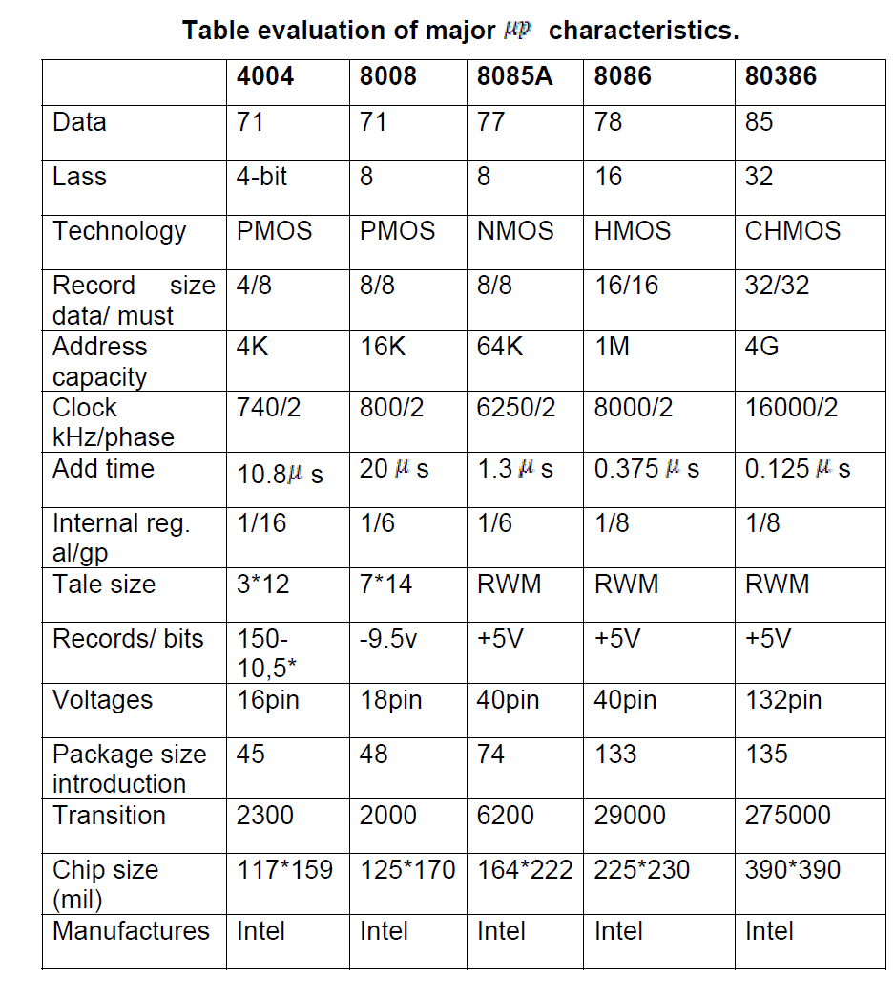 Table evaluation of major μp characteristics.
4004 8008 8085A 8086 80386
Data 71 71 77 78 85
Lass 4-bit 8 8 16 32
Technology PMOS PMOS NMOS HMOS CHMOS
Record size 4/8 8/8 8/8 16/16 32/32
data/ must
Address 4K 16K 64K 1M 4G
capacity
Clock 740/2 800/2 6250/2 8000/2 16000/2
kHz/phase
Add time 10.8μ s 20 μ s 1.3 μ s 0.375 μ s 0.125 μ s
Internal reg. 1/16 1/6 1/6 1/8 1/8
al/gp
Tale size 3*12 7*14 RWM RWM RWM
Records/ bits 150- -9.5v +5V +5V +5V
10,5*
Voltages 16pin 18pin 40pin 40pin 132pin
Package size 45 48 74 133 135
introduction
Transition 2300 2000 6200 29000 275000
Chip size 117*159 125*170 164*222 225*230 390*390
(mil)
Manufactures Intel Intel Intel Intel Intel